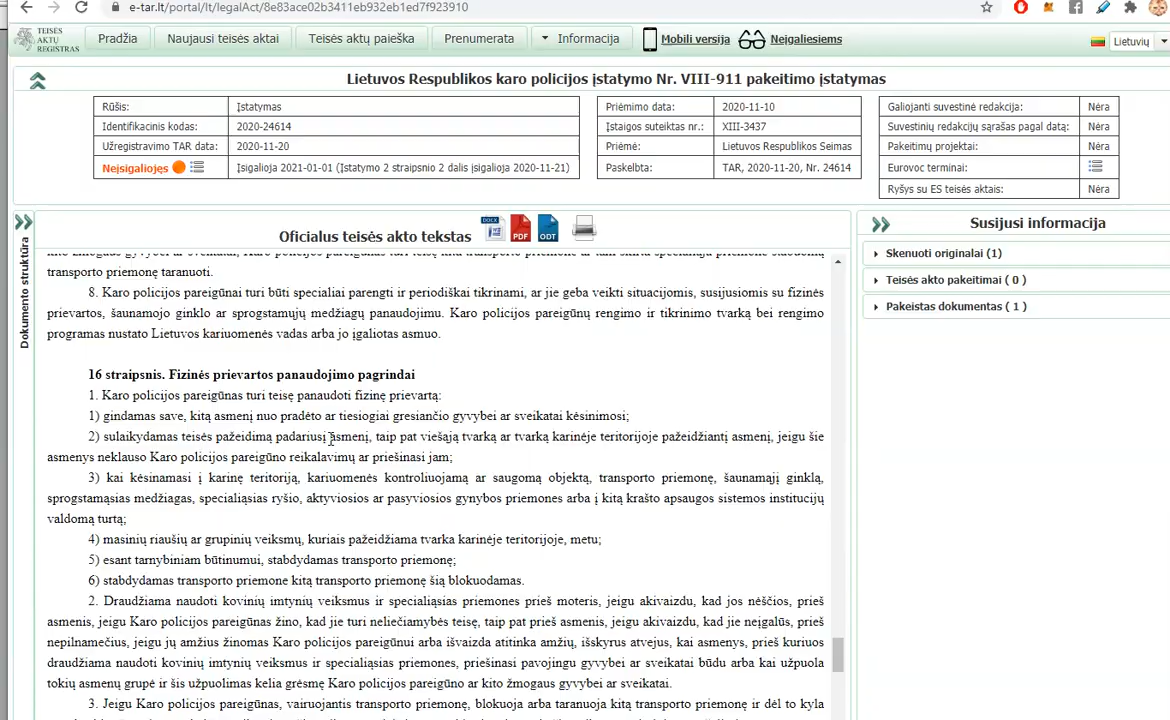 e-tar.lt/portal/lt/legalAct/8e83ace02b3411eb932eb1ed7f923910
TEISĖS
AKTŲ
REGISTRAS
Pradžia
Naujausi teisės aktai
Teisės aktų paieška
Prenumerata
Informacija
Mobili versija
Neįgaliesiems
Lietuvių
Lietuvos Respublikos karo policijos įstatymo Nr. VIII-911 pakeitimo įstatymas
Rūšis: Įstatymas
Identifikacinis kodas: 2020-24614
Užregistravimo TAR data: 2020-11-20
Neįsigaliojęs Įsigalioja 2021-01-01 (Įstatymo 2 straipsnio 2 dalis įsigalioja 2020-11-21)
Priėmimo data: 2020-11-10
Įstaigos suteiktas nr.: XIII-3437
Priėmė: Lietuvos Respublikos Seimas
Paskelbta: TAR, 2020-11-20, Nr. 24614
Galiojanti suvestinė redakcija: Nėra
Suvestinių redakcijų sąrašas pagal datą: Nėra
Pakeitimų projektai: Nėra
Eurovoc terminai:
Ryšys su ES teisės aktais: Nėra
Dokumento struktūra
Oficialus teisės akto tekstas
DOCX
PDF
ODT
transporto priemonę taranuoti.
8. Karo policijos pareigūnai turi būti specialiai parengti ir periodiškai tikrinami, ar jie geba veikti situacijomis, susijusiomis su fizinės
prievartos, šaunamojo ginklo ar sprogstamųjų medžiagų panaudojimu. Karo policijos pareigūnų rengimo ir tikrinimo tvarką bei rengimo
programas nustato Lietuvos kariuomenės vadas arba jo įgaliotas asmuo.
16 straipsnis. Fizinės prievartos panaudojimo pagrindai
1. Karo policijos pareigūnas turi teisę panaudoti fizinę prievartą:
1) gindamas save, kitą asmenį nuo pradėto ar tiesiogiai gresiančio gyvybei ar sveikatai kėsinimosi;
2) sulaikydamas teisės pažeidimą padariusį asmenį, taip pat viešąją tvarką ar tvarką karinėje teritorijoje pažeidžiantį asmenį, jeigu šie
asmenys neklauso Karo policijos pareigūno reikalavimų ar priešinasi jam;
3) kai kėsinamasi į karinę teritoriją, kariuomenės kontroliuojamą ar saugomą objektą, transporto priemonę, šaunamąjį ginklą,
sprogstamąsias medžiagas, specialiąsias ryšio, aktyviosios ar pasyviosios gynybos priemones arba į kitą krašto apsaugos sistemos institucijų
valdomą turtą;
4) masinių riaušių ar grupinių veiksmų, kuriais pažeidžiama tvarka karinėje teritorijoje, metu;
5) esant tarnybiniam būtinumui, stabdydamas transporto priemonę;
6) stabdydamas transporto priemone kitą transporto priemonę šią blokuodamas.
2. Draudžiama naudoti kovinių imtynių veiksmus ir specialiąsias priemones prieš moteris, jeigu akivaizdu, kad jos nėščios, prieš
asmenis, jeigu Karo policijos pareigūnas žino, kad jie turi neliečiamybės teisę, taip pat prieš asmenis, jeigu akivaizdu, kad jie neįgalūs, prieš
nepilnamečius, jeigu jų amžius žinomas Karo policijos pareigūnui arba išvaizda atitinka amžių, išskyrus atvejus, kai asmenys, prieš kuriuos
draudžiama naudoti kovinių imtynių veiksmus ir specialiąsias priemones, priešinasi pavojingu gyvybei ar sveikatai būdu arba kai užpuola
tokių asmenų grupė ir šis užpuolimas kelia grėsmę Karo policijos pareigūno ar kito žmogaus gyvybei ar sveikatai.
3. Jeigu Karo policijos pareigūnas, vairuojantis transporto priemonę, blokuoja arba taranuoja kitą transporto priemonę ir dėl to kyla
Susijusi informacija
Skenuoti originalai (1)
Teisės akto pakeitimai ( 0 )
Pakeistas dokumentas ( 1 )